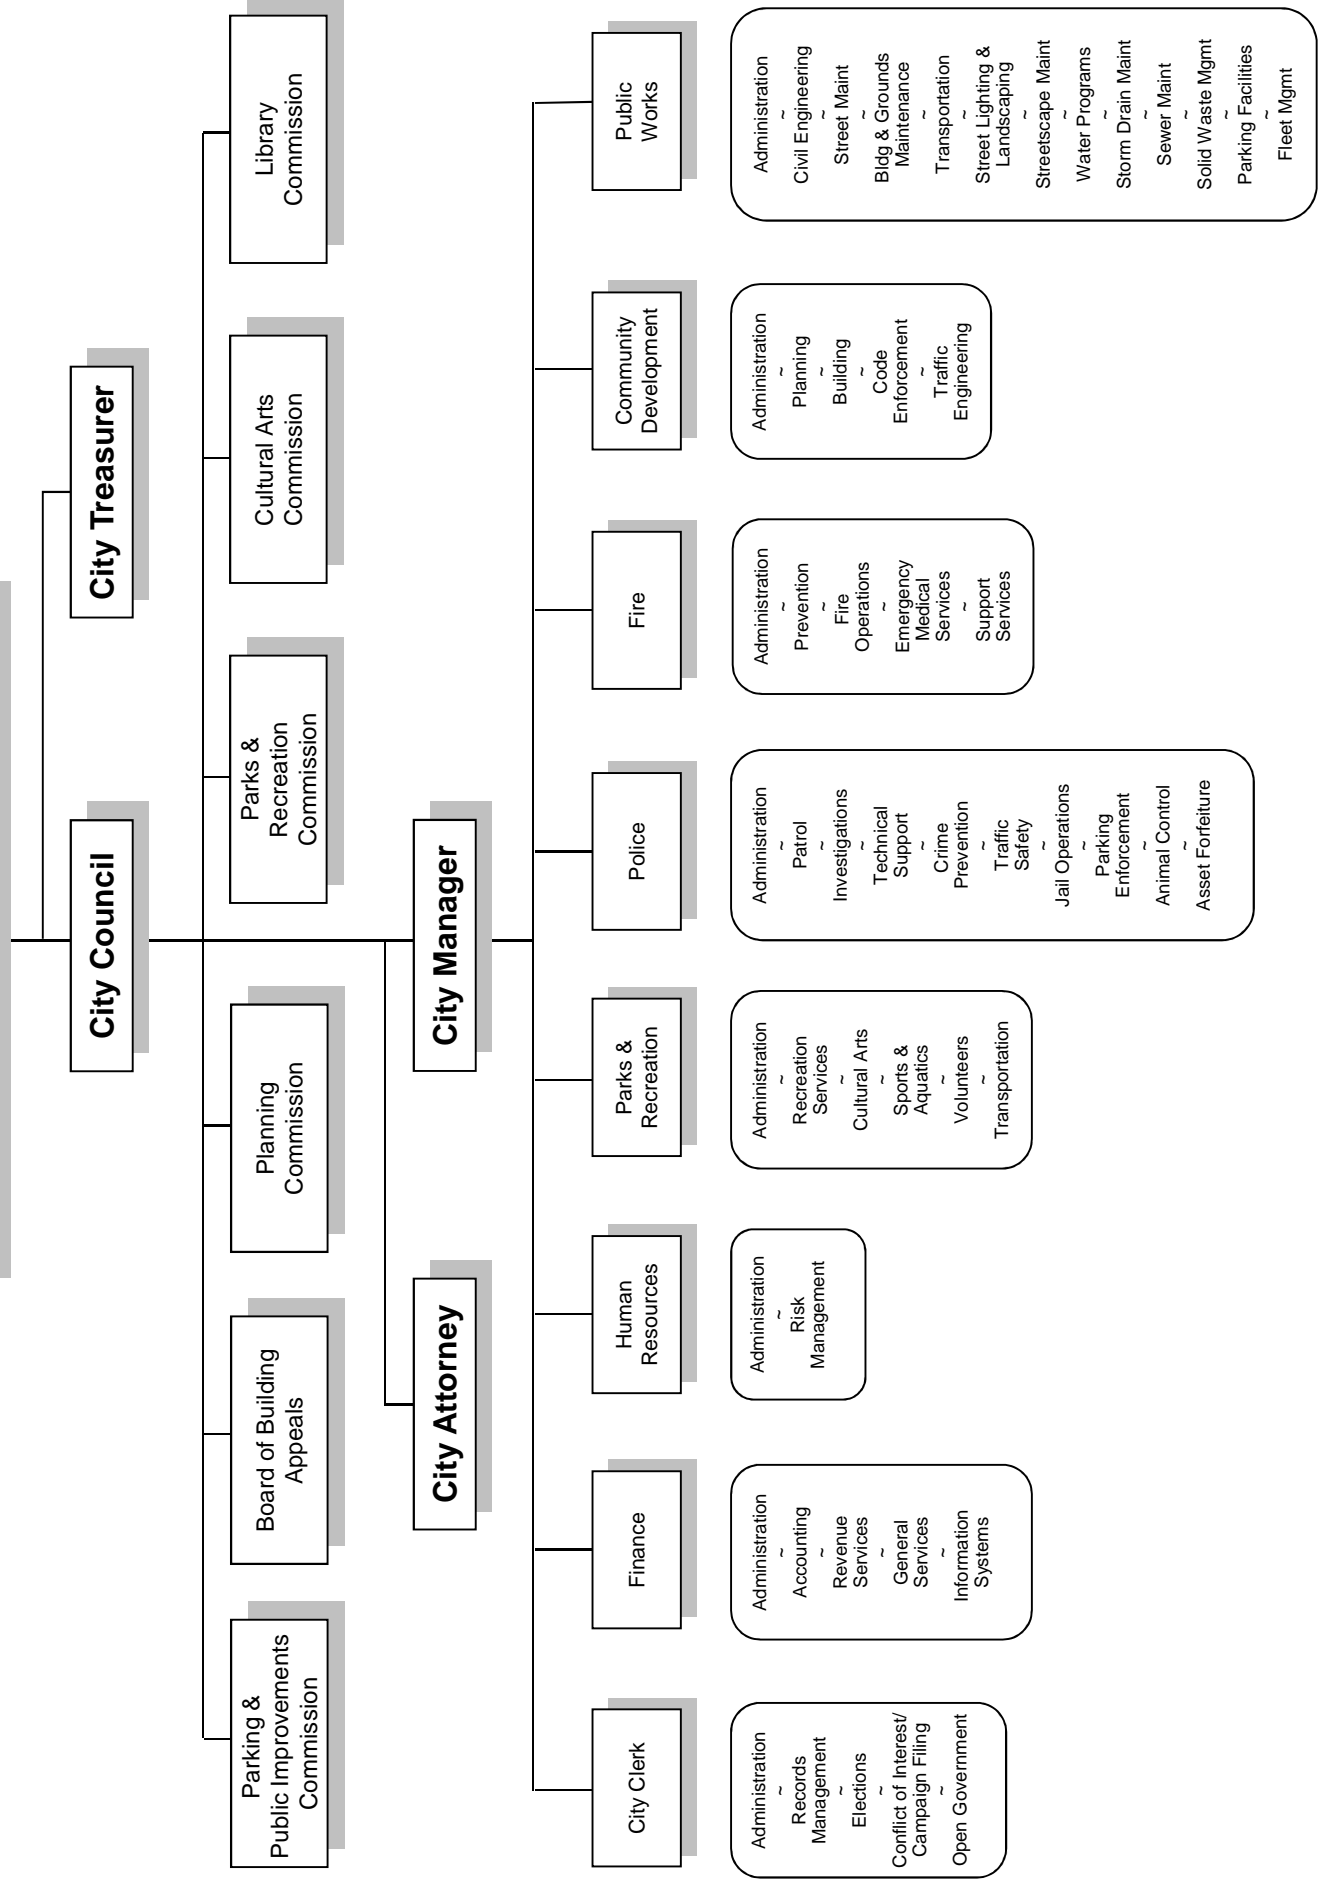 City Council
City Treasurer
Parking &
Public Improvements
Commission
Board of Building
Appeals
Planning
Commission
Parks &
Recreation
Commission
Cultural Arts
Commission
Library
Commission
City Attorney
City Manager
City Clerk
Finance
Human
Resources
Parks &
Recreation
Police
Fire
Community
Development
Public
Works
Administration
~
Records
Management
~
Elections
~
Conflict of Interest/
Campaign Filing
~
Open Government
Administration
~
Accounting
~
Revenue
Services
~
General
Services
~
Information
Systems
Administration
~
Risk
Management
Administration
~
Recreation
Services
~
Cultural Arts
~
Sports &
Aquatics
~
Volunteers
~
Transportation
Administration
~
Patrol
~
Investigations
~
Technical
Support
~
Crime
Prevention
~
Traffic
Safety
~
Jail Operations
~
Parking
Enforcement
~
Animal Control
~
Asset Forfeiture
Administration
~
Prevention
~
Fire
Operations
~
Emergency
Medical
Services
~
Support
Services
Administration
~
Planning
~
Building
~
Code
Enforcement
~
Traffic
Engineering
Administration
~
Civil Engineering
~
Street Maint
~
Bldg & Grounds
Maintenance
~
Transportation
~
Street Lighting &
Landscaping
~
Streetscape Maint
~
Water Programs
~
Storm Drain Maint
~
Sewer Maint
~
Solid Waste Mgmt
~
Parking Facilities
~
Fleet Mgmt